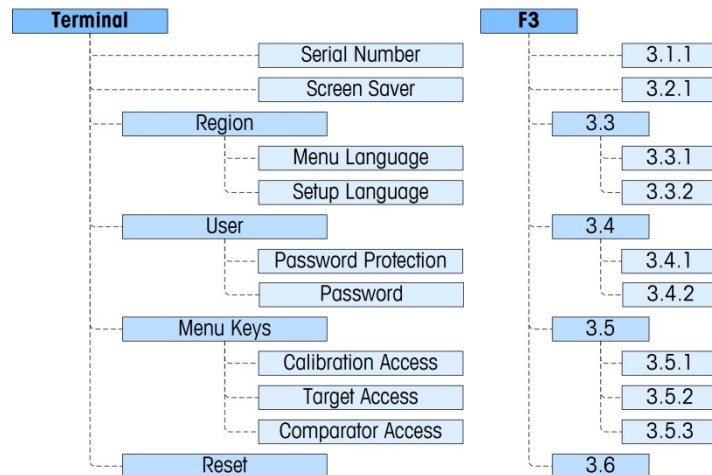 Terminal F3
Serial Number 3.1.1
Screen Saver 3.2.1
Region 3.3
Menu Language 3.3.1
Setup Language 3.3.2
User 3.4
Password Protection 3.4.1
Password 3.4.2
Menu Keys 3.5
Calibration Access 3.5.1
Target Access 3.5.2
Comparator Access 3.5.3
Reset 3.6